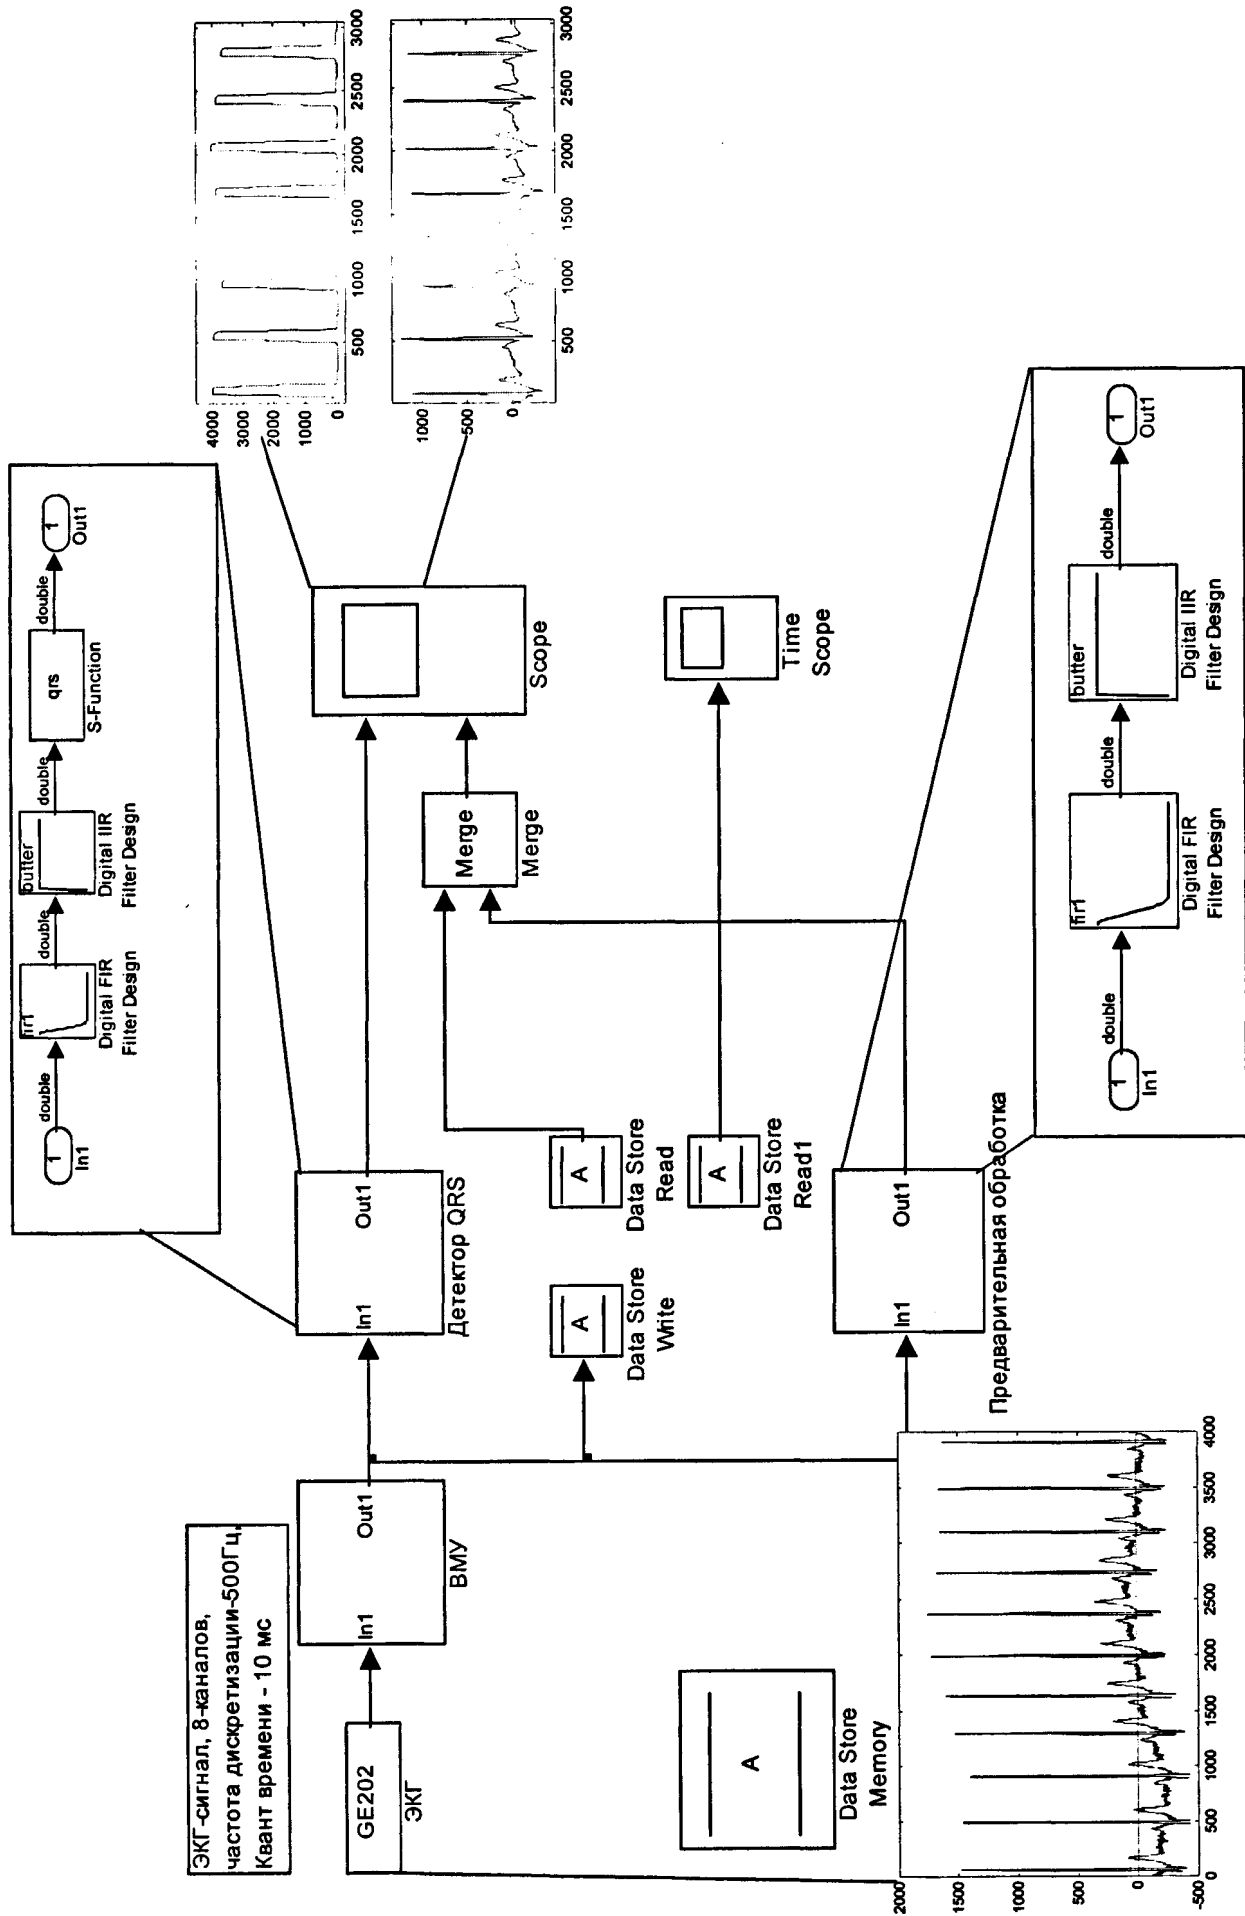 ЭКГ-сигнал, 8-каналов,
частота дискретизации-500Гц,
Квант времени - 10 мс
GE202
ЭКГ
In1
Out1
ВМУ
In1
Out1
Детектор QRS
1
In1
double
fir1
Digital FIR
Filter Design
double
butter
Digital IIR
Filter Design
double
qrs
S-Function
double
1
Out1
Scope
4000
3000
2000
1000
0
500
1000
1500
2000
2500
3000
1000
500
0
500
1000
1500
2000
2500
3000
Merge
Merge
A
Data Store
Write
A
Data Store
Read
A
Data Store
Read1
Time
Scope
A
Data Store
Memory
In1
Out1
Предварительная обработка
1
In1
double
fir1
Digital FIR
Filter Design
double
butter
Digital IIR
Filter Design
double
1
Out1
2000
1500
1000
500
0
-500
0
500
1000
1500
2000
2500
3000
3500
4000